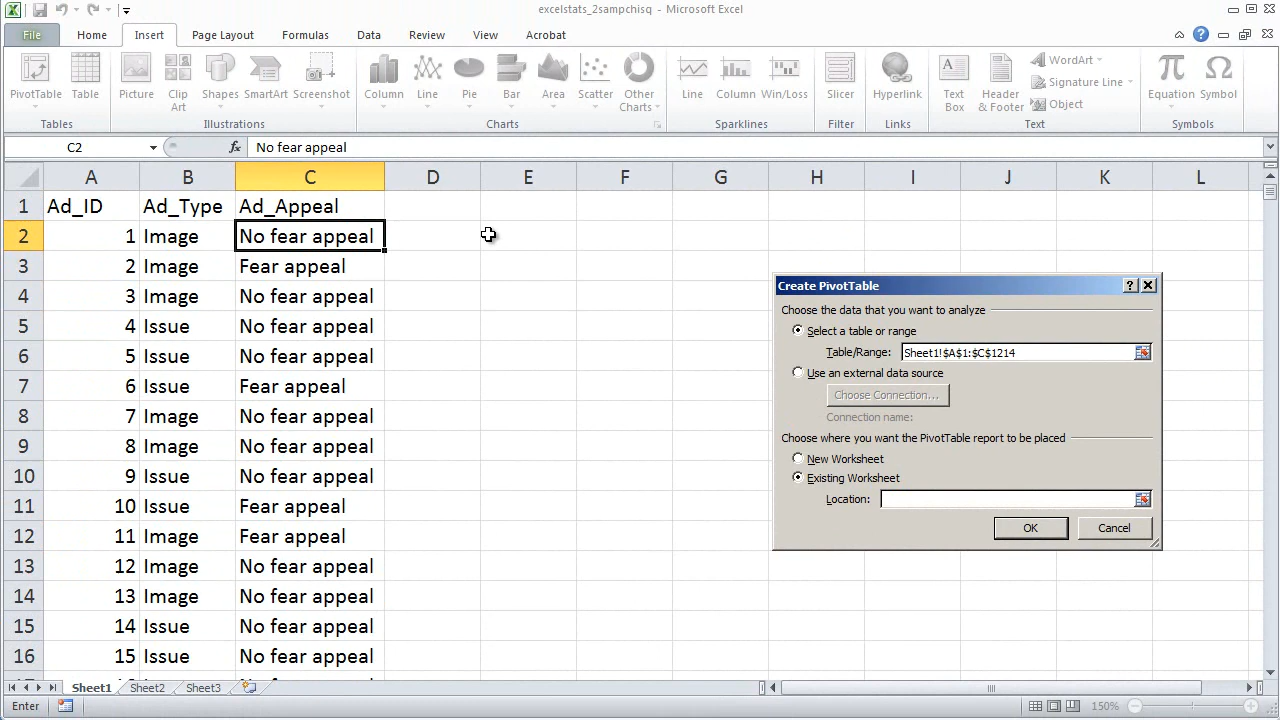 excelstats_2sampchisq - Microsoft Excel
File Home Insert Page Layout Formulas Data Review View Acrobat
PivotTable Table Picture Clip Art Shapes SmartArt Screenshot Column Line Pie Bar Area Scatter Other Charts Line Column Win/Loss Slicer Hyperlink Text Box Header & Footer WordArt Signature Line Object Equation Symbol
Tables Illustrations Charts Sparklines Filter Links Text Symbols
C2 fx No fear appeal
A B C D E F G H I J K L
1 Ad_ID Ad_Type Ad_Appeal
2 1 Image No fear appeal
3 2 Image Fear appeal
4 3 Image No fear appeal
5 4 Issue No fear appeal
6 5 Issue No fear appeal
7 6 Issue Fear appeal
8 7 Image No fear appeal
9 8 Image No fear appeal
10 9 Issue No fear appeal
11 10 Issue Fear appeal
12 11 Image Fear appeal
13 12 Image No fear appeal
14 13 Image No fear appeal
15 14 Issue No fear appeal
16 15 Issue No fear appeal
Create PivotTable
Choose the data that you want to analyze
Select a table or range
Table/Range: Sheet1!$A$1:$C$1214
Use an external data source
Choose Connection...
Connection name:
Choose where you want the PivotTable report to be placed
New Worksheet
Existing Worksheet
Location:
OK Cancel
Sheet1 Sheet2 Sheet3
Enter 150%